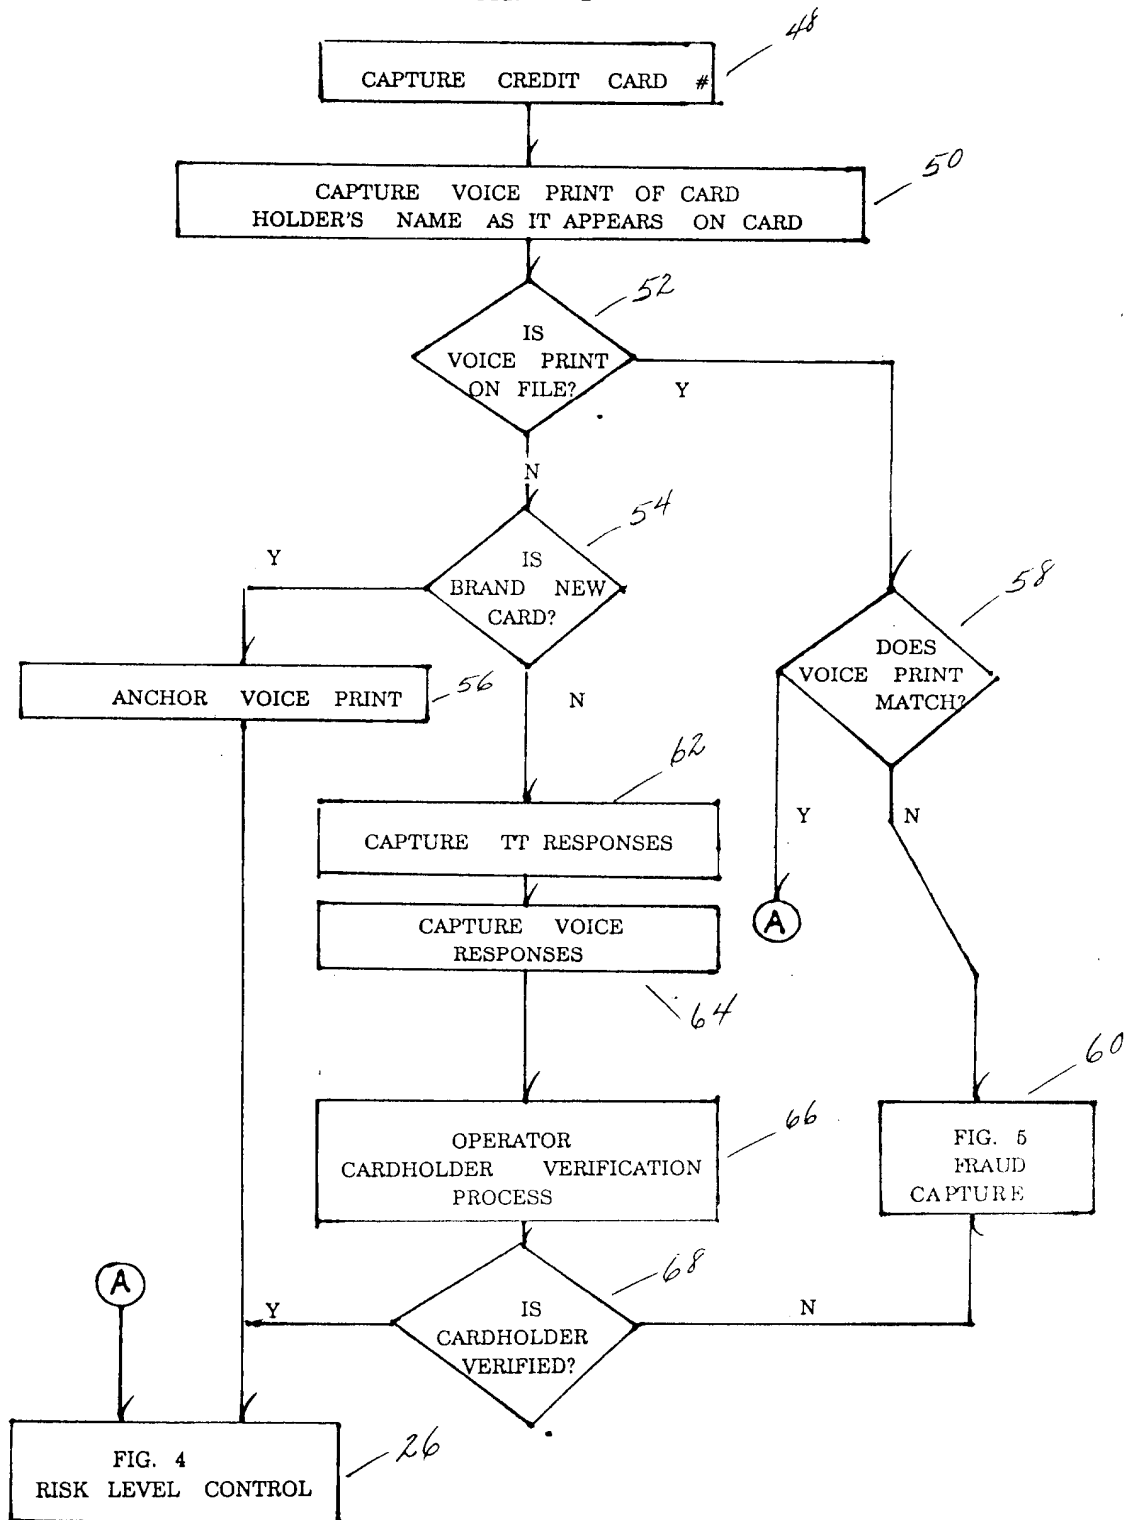 48
CAPTURE CREDIT CARD #
50
CAPTURE VOICE PRINT OF CARD
HOLDER'S NAME AS IT APPEARS ON CARD
52
IS
VOICE PRINT
ON FILE?
Y
N
54
IS
BRAND NEW
CARD?
Y
58
DOES
VOICE PRINT
MATCH?
ANCHOR VOICE PRINT
56
N
62
CAPTURE TT RESPONSES
Y
N
A
CAPTURE VOICE
RESPONSES
64
60
OPERATOR
CARDHOLDER VERIFICATION
PROCESS
66
FIG. 5
FRAUD
CAPTURE
A
68
Y
IS
CARDHOLDER
VERIFIED?
N
FIG. 4
RISK LEVEL CONTROL
26